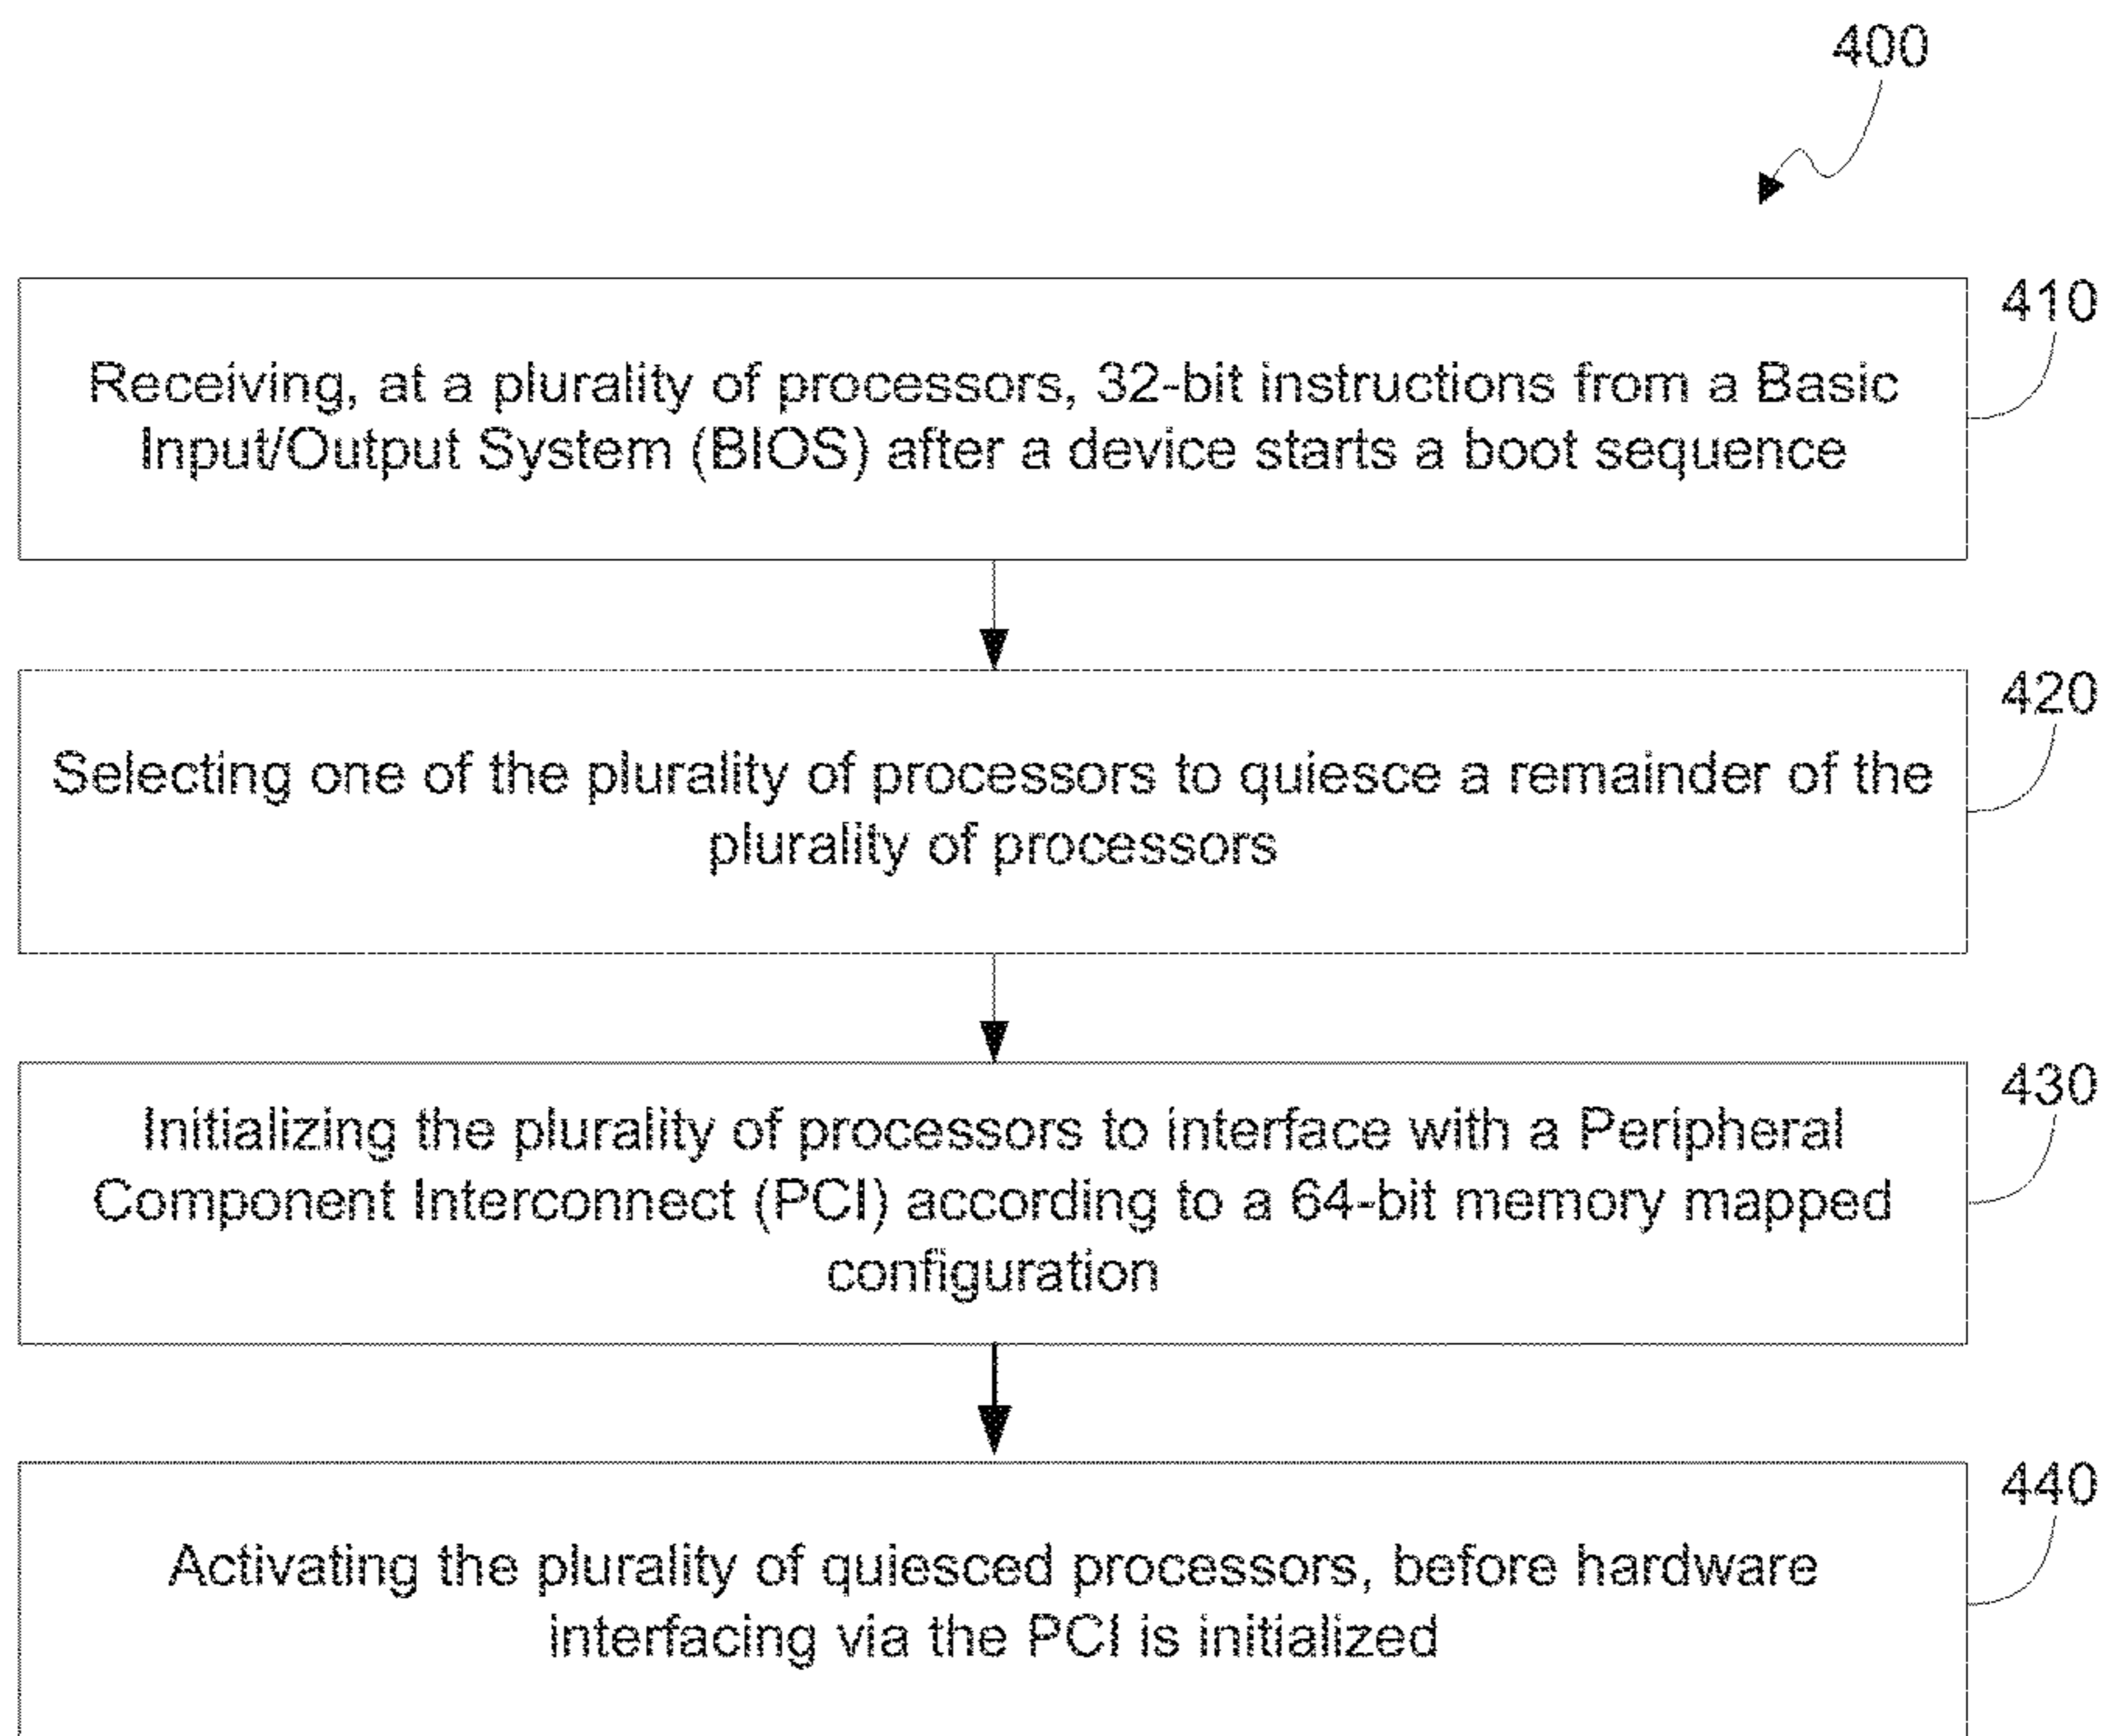 400
410
Receiving, at a plurality of processors, 32-bit instructions from a Basic
Input/Output System (BIOS) after a device starts a boot sequence
420
Selecting one of the plurality of processors to quiesce a remainder of the
plurality of processors
430
Initializing the plurality of processors to interface with a Peripheral
Component Interconnect (PCI) according to a 64-bit memory mapped
configuration
440
Activating the plurality of quiesced processors, before hardware
interfacing via the PCI is initialized